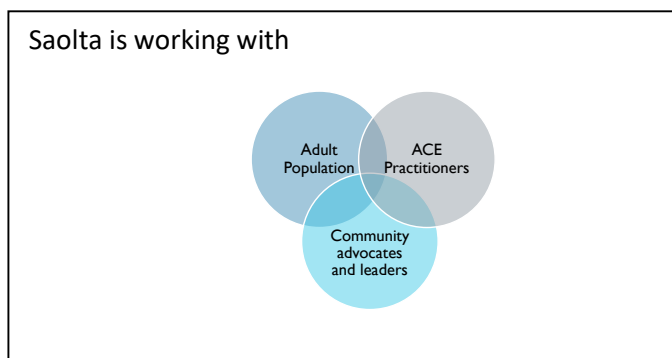 Saolta is working with
Adult
Population
ACE
Practitioners
Community
advocates
and leaders